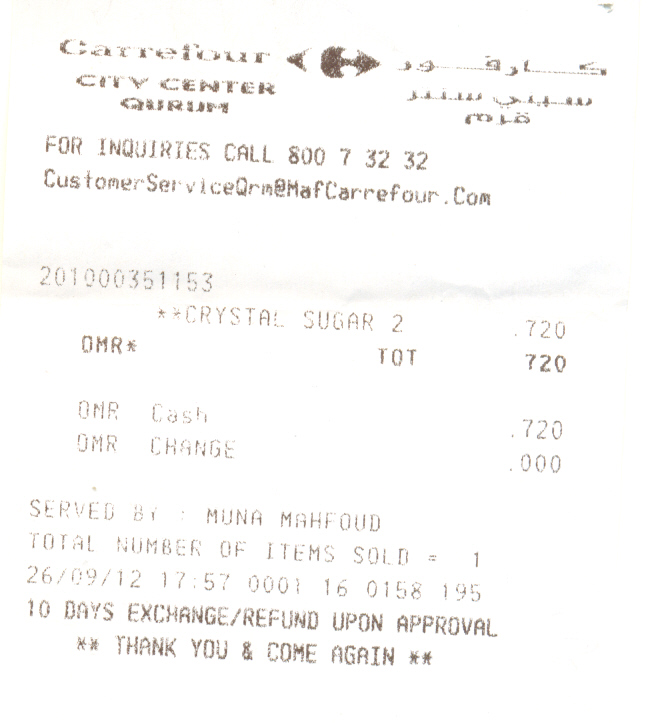 Carrefour كارفور
CITY CENTER سيتي سنتر
QURUM قرم
FOR INQUIRIES CALL 800 7 32 32
CustomerServiceQrm@MafCarrefour.Com
201000351153
**CRYSTAL SUGAR 2 .720
OMR* TOT 720
OMR Cash .720
OMR CHANGE .000
SERVED BY : MUNA MAHFOUD
TOTAL NUMBER OF ITEMS SOLD = 1
26/09/12 17:57 0001 16 0158 195
10 DAYS EXCHANGE/REFUND UPON APPROVAL
** THANK YOU & COME AGAIN **